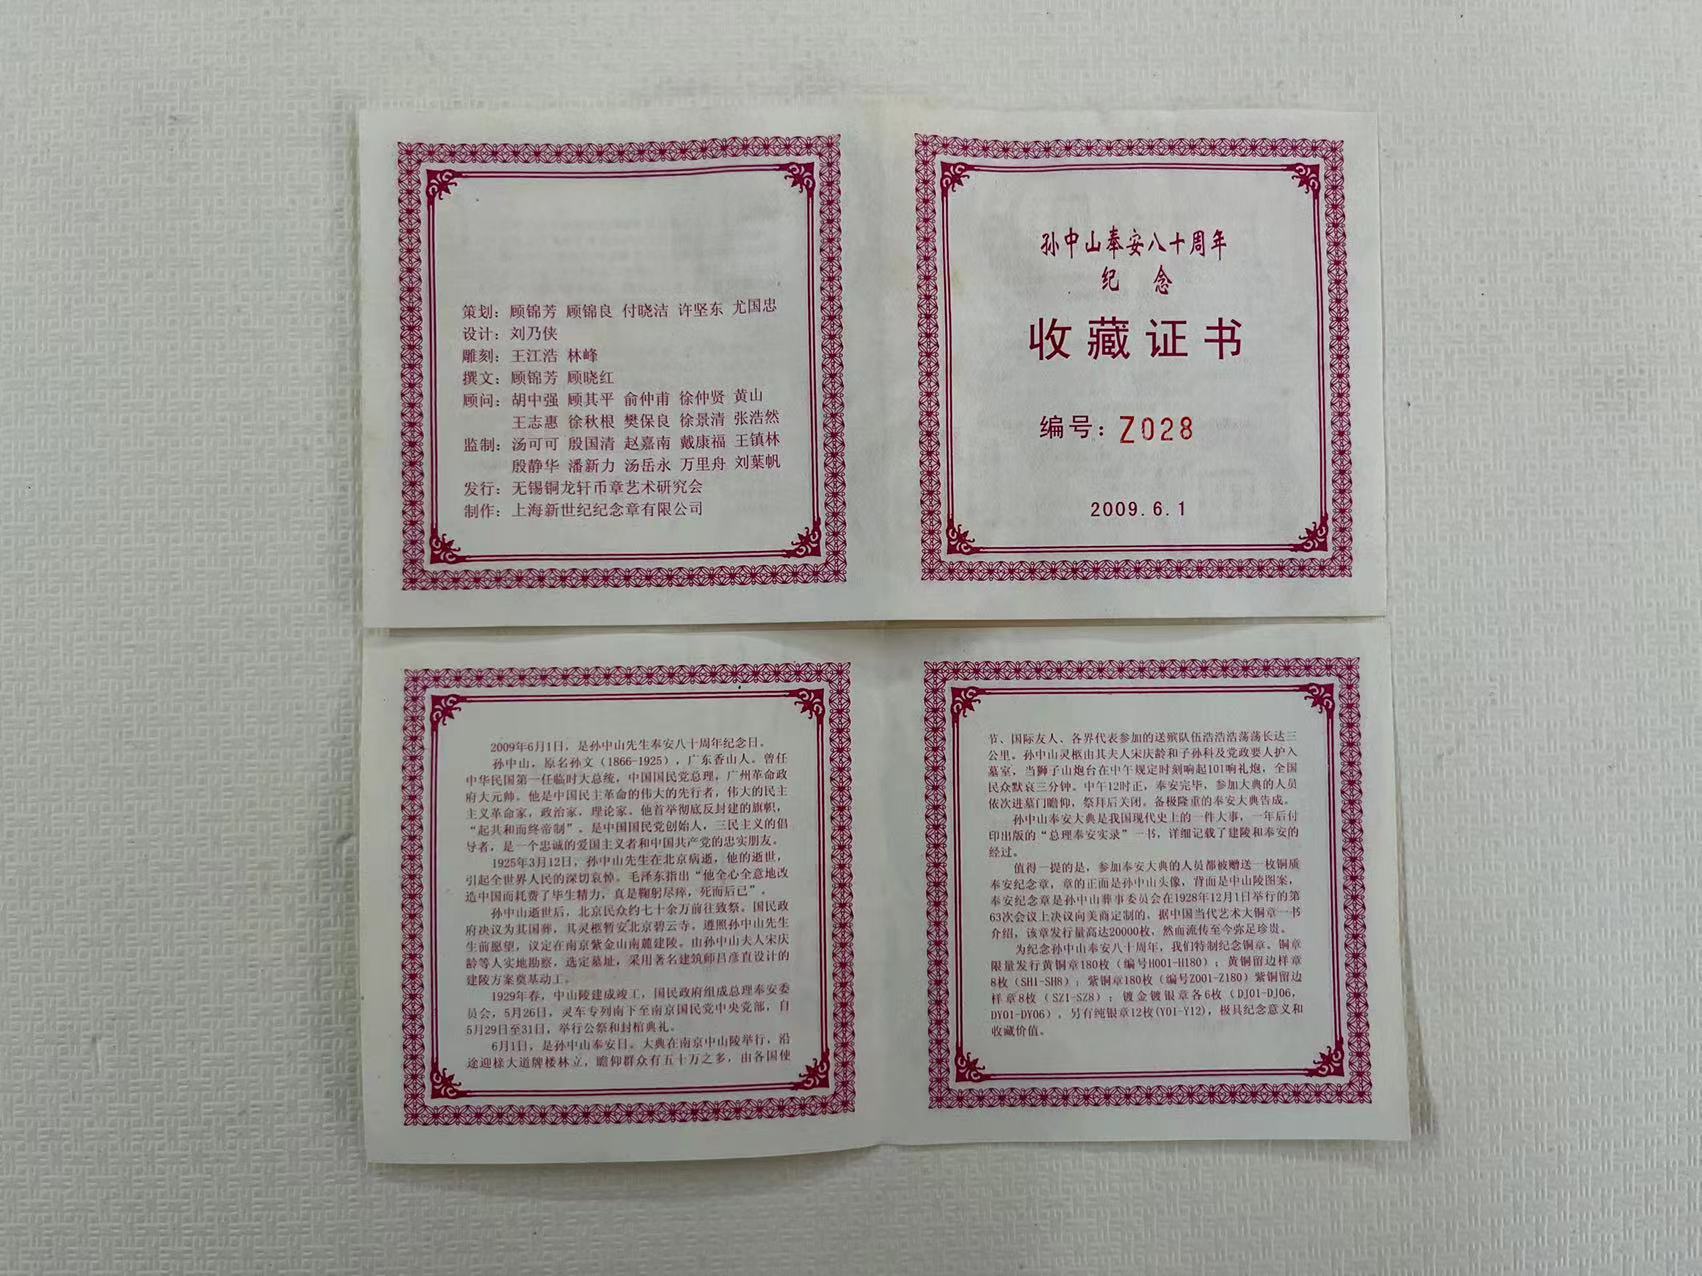 策划：顾锦芳 顾锦良 付晓洁 许坚东 尤国忠
设计：刘乃侠
雕刻：王江浩 林峰
撰文：顾锦芳 顾晓红
顾问：胡中强 顾其平 俞仲甫 徐仲贤 黄山
王志惠 徐秋根 樊保良 徐景清 张浩然
监制：汤可可 殷国清 赵嘉南 戴康福 王镇林
殷静华 潘新力 汤岳永 万里舟 刘葉帆
发行：无锡铜龙轩币章艺术研究会
制作：上海新世纪纪念章有限公司
孙中山奉安八十周年
纪 念
收藏证书
编号：Z028
2009.6.1
2009年6月1日，是孙中山先生奉安八十周年纪念日。
孙中山，原名孙文（1866-1925），广东香山人。曾任
中华民国第一任临时大总统，中国国民党总理，广州革命政
府大元帅。他是中国民主革命的伟大的先行者，伟大的民主
主义革命家，政治家，理论家。他首举彻底反封建的旗帜，
“起共和而终帝制”。是中国国民党创始人，三民主义的倡
导者，是一个忠诚的爱国主义者和中国共产党的忠实朋友。
1925年3月12日，孙中山先生在北京病逝，他的逝世，
引起全世界人民的深切哀悼。毛泽东指出“他全心全意地改
造中国而耗费了毕生精力，真是鞠躬尽瘁，死而后已”。
孙中山逝世后，北京民众约七十余万前往致祭。国民政
府决议为其国葬，其灵柩暂安北京碧云寺。遵照孙中山先生
生前愿望，议定在南京紫金山南麓建陵。由孙中山夫人宋庆
龄等人实地勘察，选定墓址，采用著名建筑师吕彦直设计的
建陵方案奠基动工。
1929年春，中山陵建成竣工，国民政府组成总理奉安委
员会，5月26日，灵车专列南下至南京国民党中央党部，自
5月29日至31日，举行公祭和封棺典礼。
6月1日，是孙中山奉安日。大典在南京中山陵举行，沿
途迎榇大道牌楼林立，瞻仰群众有五十万之多，由各国使
节、国际友人、各界代表参加的送殡队伍浩浩浩荡荡长达三
公里。孙中山灵柩由其夫人宋庆龄和子孙科及党政要人护入
墓室，当狮子山炮台在中午规定时刻响起101响礼炮，全国
民众默哀三分钟。中午12时正，奉安完毕，参加大典的人员
依次进墓门瞻仰，祭拜后关闭。备极隆重的奉安大典告成。
孙中山奉安大典是我国现代史上的一件大事，一年后付
印出版的“总理奉安实录”一书，详细记载了建陵和奉安的
经过。
值得一提的是，参加奉安大典的人员都被赠送一枚铜质
奉安纪念章，章的正面是孙中山头像，背面是中山陵图案，
奉安纪念章是孙中山葬事委员会在1928年12月1日举行的第
63次会议上决议向美商定制的，据中国当代艺术大铜章一书
介绍，该章发行量高达20000枚，然而流传至今弥足珍贵。
为纪念孙中山奉安八十周年，我们特制纪念铜章。铜章
限量发行黄铜章180枚（编号H001-H180）；黄铜留边样章
8枚（SH1-SH8）；紫铜章180枚（编号Z001-Z180）紫铜留边
样章8枚（SZ1-SZ8）；镀金镀银章各6枚（DJ01-DJ06，
DY01-DY06），另有纯银章12枚(Y01-Y12)，极具纪念意义和
收藏价值。